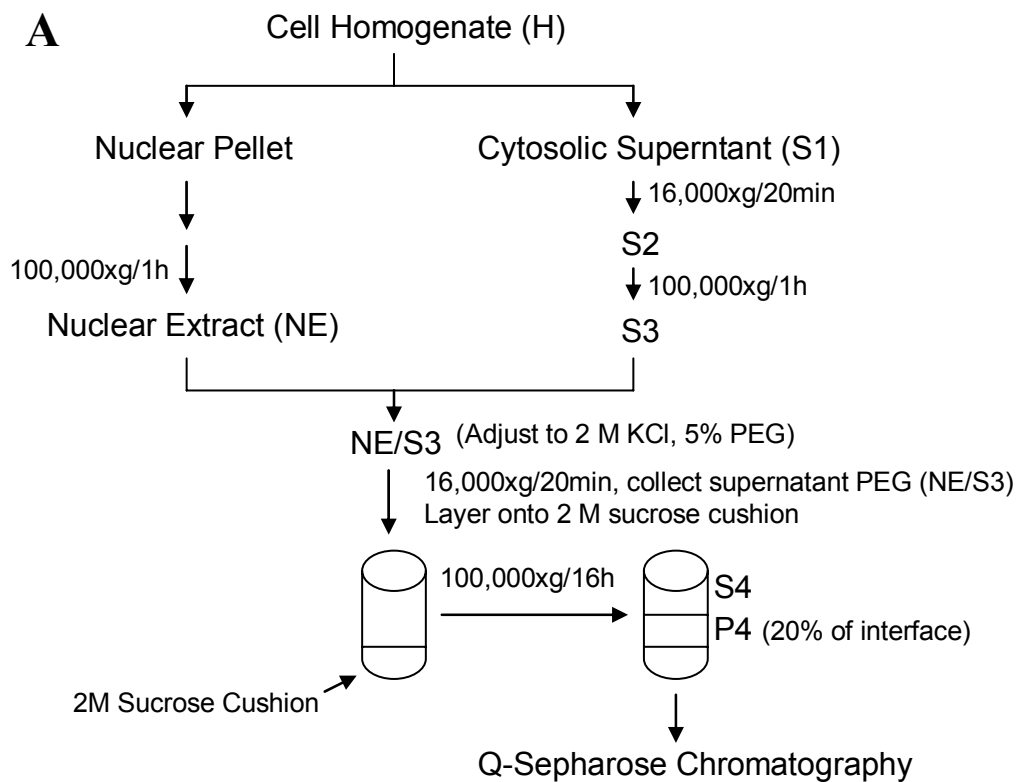 A
Cell Homogenate (H)
Nuclear Pellet
Cytosolic Superntant (S1)
16,000xg/20min
S2
100,000xg/1h
100,000xg/1h
Nuclear Extract (NE)
S3
NE/S3 (Adjust to 2 M KCl, 5% PEG)
16,000xg/20min, collect supernatant PEG (NE/S3)
Layer onto 2 M sucrose cushion
100,000xg/16h
S4
P4 (20% of interface)
2M Sucrose Cushion
Q-Sepharose Chromatography